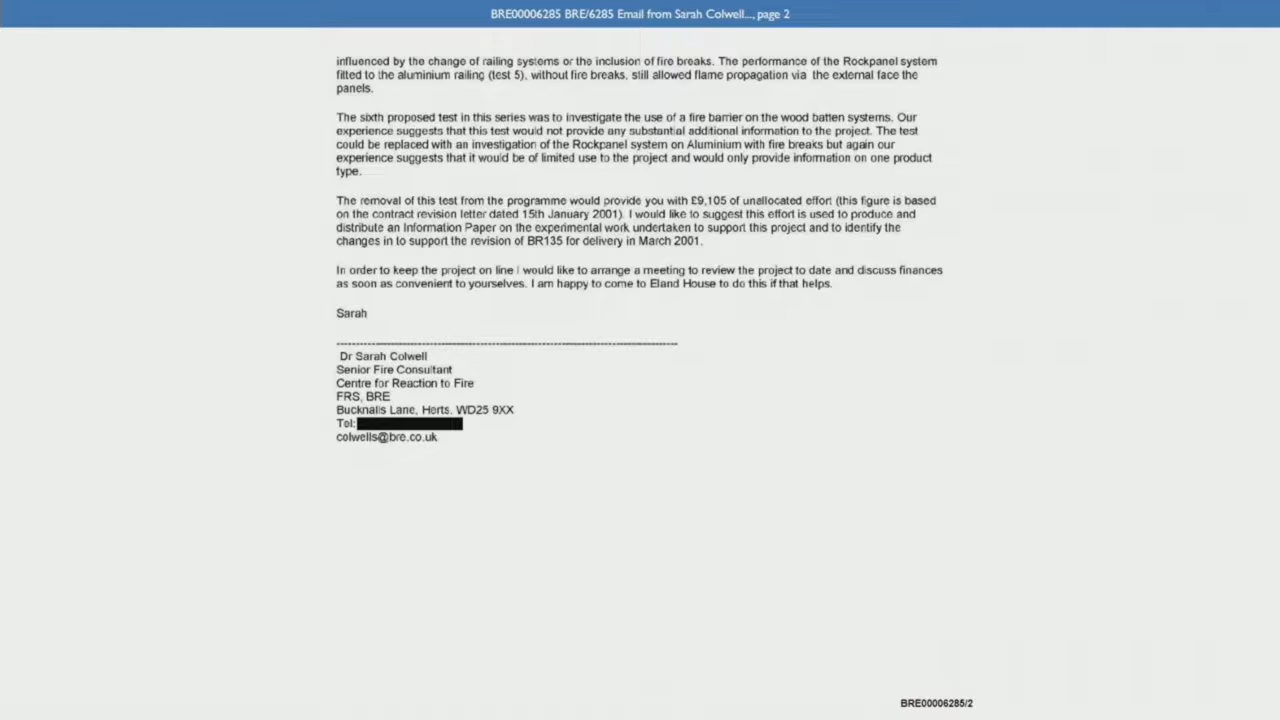 BRE00006285 BRE/6285 Email from Sarah Colwell..., page 2
influenced by the change of railing systems or the inclusion of fire breaks. The performance of the Rockpanel system
fitted to the aluminium railing (test 5), without fire breaks, still allowed flame propagation via the external face the
panels.
The sixth proposed test in this series was to investigate the use of a fire barrier on the wood batten systems. Our
experience suggests that this test would not provide any substantial additional information to the project. The test
could be replaced with an investigation of the Rockpanel system on Aluminium with fire breaks but again our
experience suggests that it would be of limited use to the project and would only provide information on one product
type.
The removal of this test from the programme would provide you with £9,105 of unallocated effort (this figure is based
on the contract revision letter dated 15th January 2001). I would like to suggest this effort is used to produce and
distribute an Information Paper on the experimental work undertaken to support this project and to identify the
changes in to support the revision of BR135 for delivery in March 2001.
In order to keep the project on line I would like to arrange a meeting to review the project to date and discuss finances
as soon as convenient to yourselves. I am happy to come to Eland House to do this if that helps.
Sarah
Dr Sarah Colwell
Senior Fire Consultant
Centre for Reaction to Fire
FRS, BRE
Bucknalls Lane, Herts. WD25 9XX
Tel:
colwells@bre.co.uk
BRE00006285/2